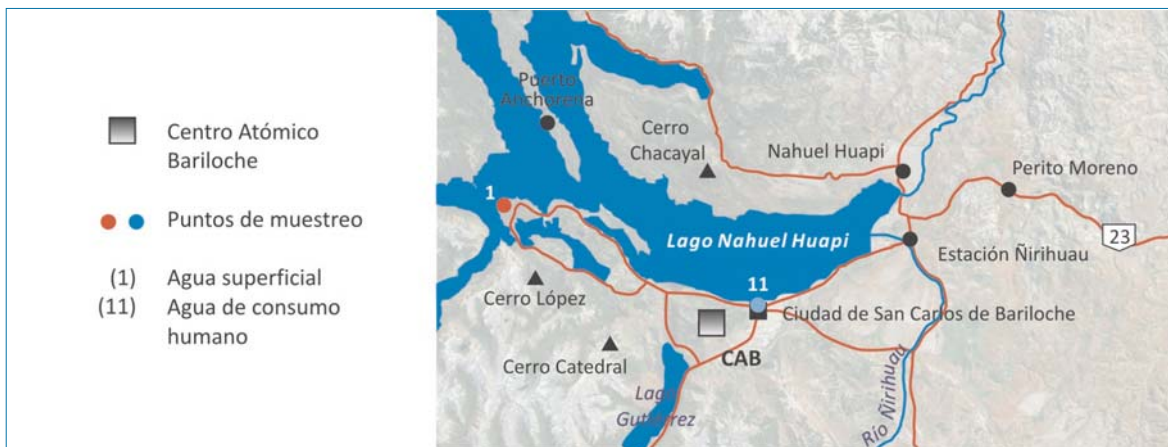 Centro Atómico
Bariloche
Puntos de muestreo
(1) Agua superficial
(11) Agua de consumo
humano
Puerto
Anchorena
Cerro
Chacayal
Nahuel Huapi
Perito Moreno
1
Lago Nahuel Huapi
23
Estación Ñirihuau
Cerro López
11
Ciudad de San Carlos de Bariloche
CAB
Cerro Catedral
Lago
Gutiérrez
Río Ñirihuau